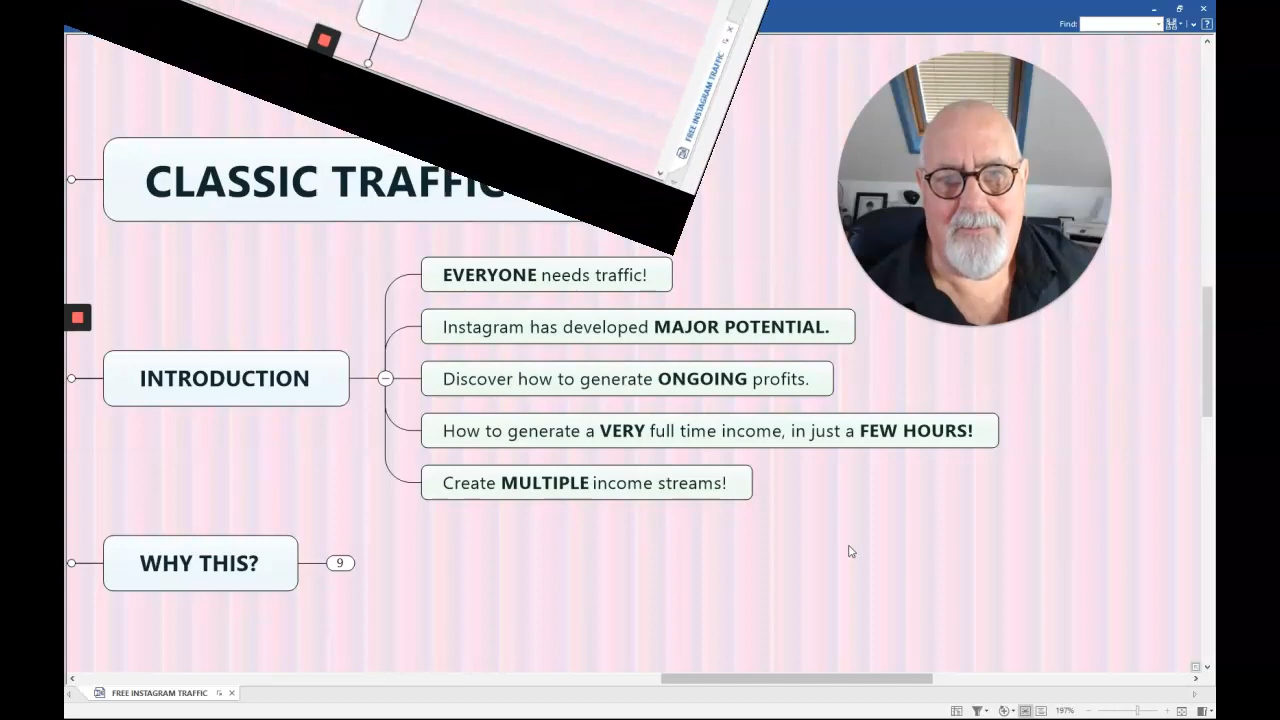 Find:
FREE INSTAGRAM TRAFFIC
CLASSIC TRAFFIC
EVERYONE needs traffic!
Instagram has developed MAJOR POTENTIAL.
INTRODUCTION
Discover how to generate ONGOING profits.
How to generate a VERY full time income, in just a FEW HOURS!
Create MULTIPLE income streams!
WHY THIS?
9
FREE INSTAGRAM TRAFFIC
197%